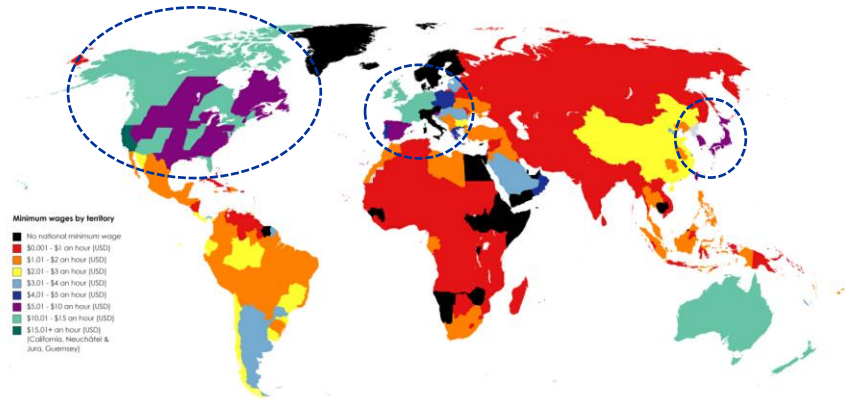 Minimum wages by territory
No national minimum wage
$0.001 - $1 an hour (USD)
$1.01 - $2 an hour (USD)
$2.01 - $3 an hour (USD)
$3.01 - $4 an hour (USD)
$4.01 - $5 an hour (USD)
$5.01 - $10 an hour (USD)
$10.01 - $15 an hour (USD)
$15.01+ an hour (USD)
(California, Neuchâtel &
Jura, Guernsey)